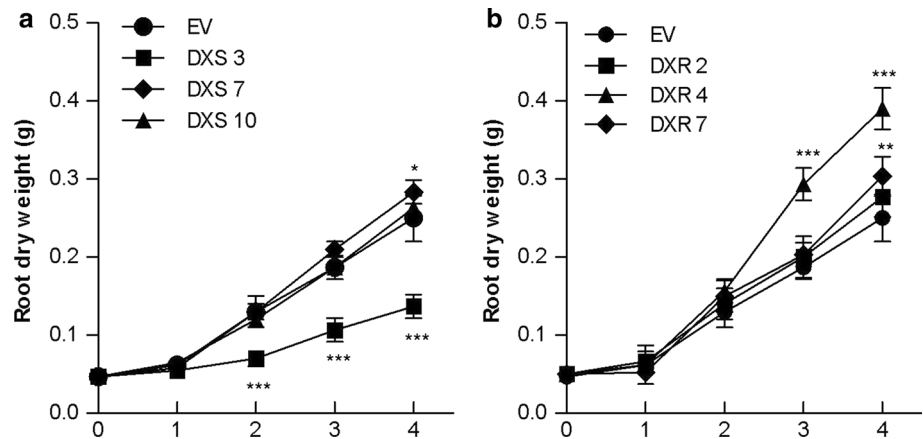 a
Root dry weight (g)
0.5
0.4
0.3
0.2
0.1
0.0
EV
DXS 3
DXS 7
DXS 10
*
***
***
***
0 1 2 3 4
b
Root dry weight (g)
0.5
0.4
0.3
0.2
0.1
0.0
EV
DXR 2
DXR 4
DXR 7
***
***
**
0 1 2 3 4